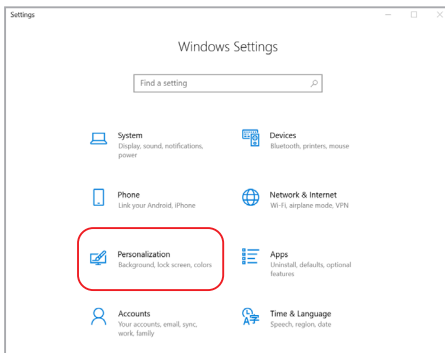 Settings
Windows Settings
Find a setting
System
Display, sound, notifications,
power
Devices
Bluetooth, printers, mouse
Phone
Link your Android, iPhone
Network & Internet
Wi-Fi, airplane mode, VPN
Personalization
Background, lock screen, colors
Apps
Uninstall, defaults, optional
features
Accounts
Your accounts, email, sync,
work, family
Time & Language
Speech, region, date